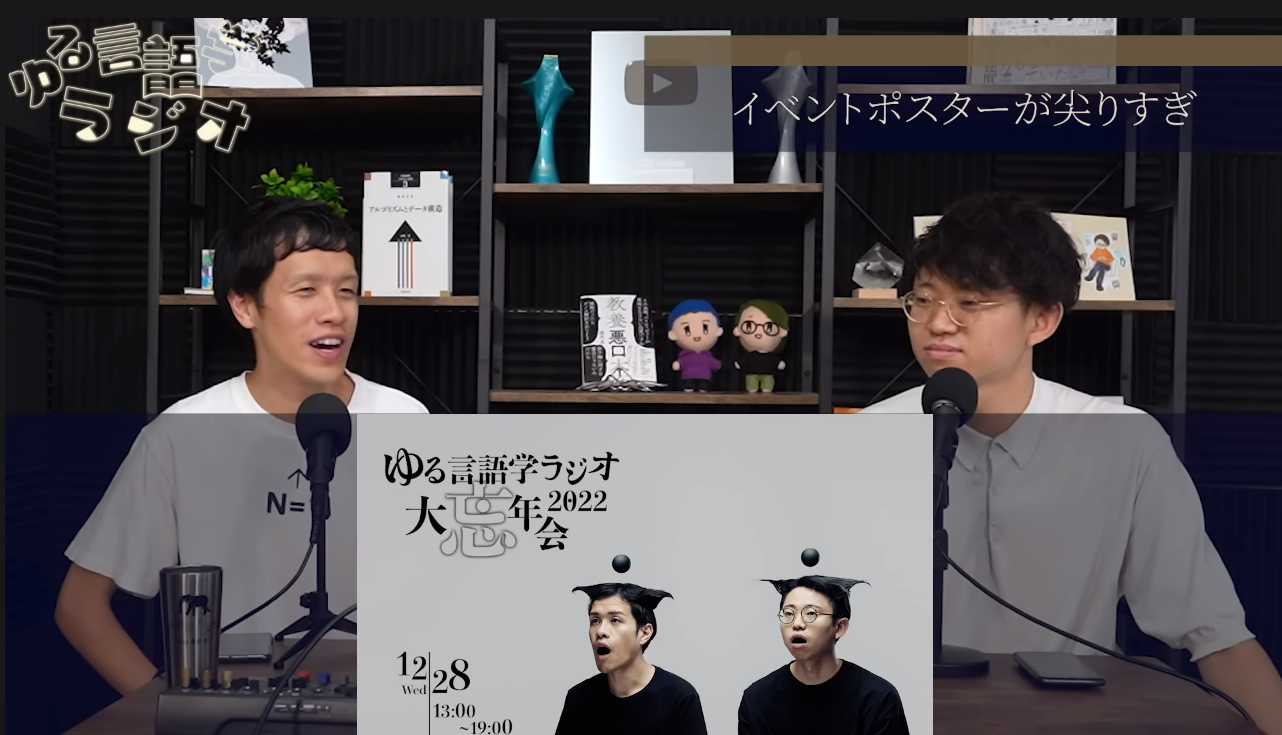 ゆる言語学
ラジオ
イベントポスターが尖りすぎ
アルゴリズムとデータ構造
教養
悪口
本
N=
ゆる言語学ラジオ
大忘年会2022
12 28
Wed
13:00
~19:00